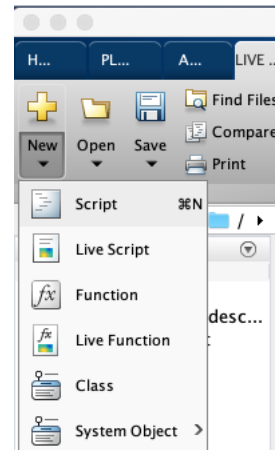 H... PL... A... LIVE ...
Find Files
Compare
Print
New Open Save
Script ⌘N
/
Live Script
Function
desc...
fx
Live Function
Class
System Object